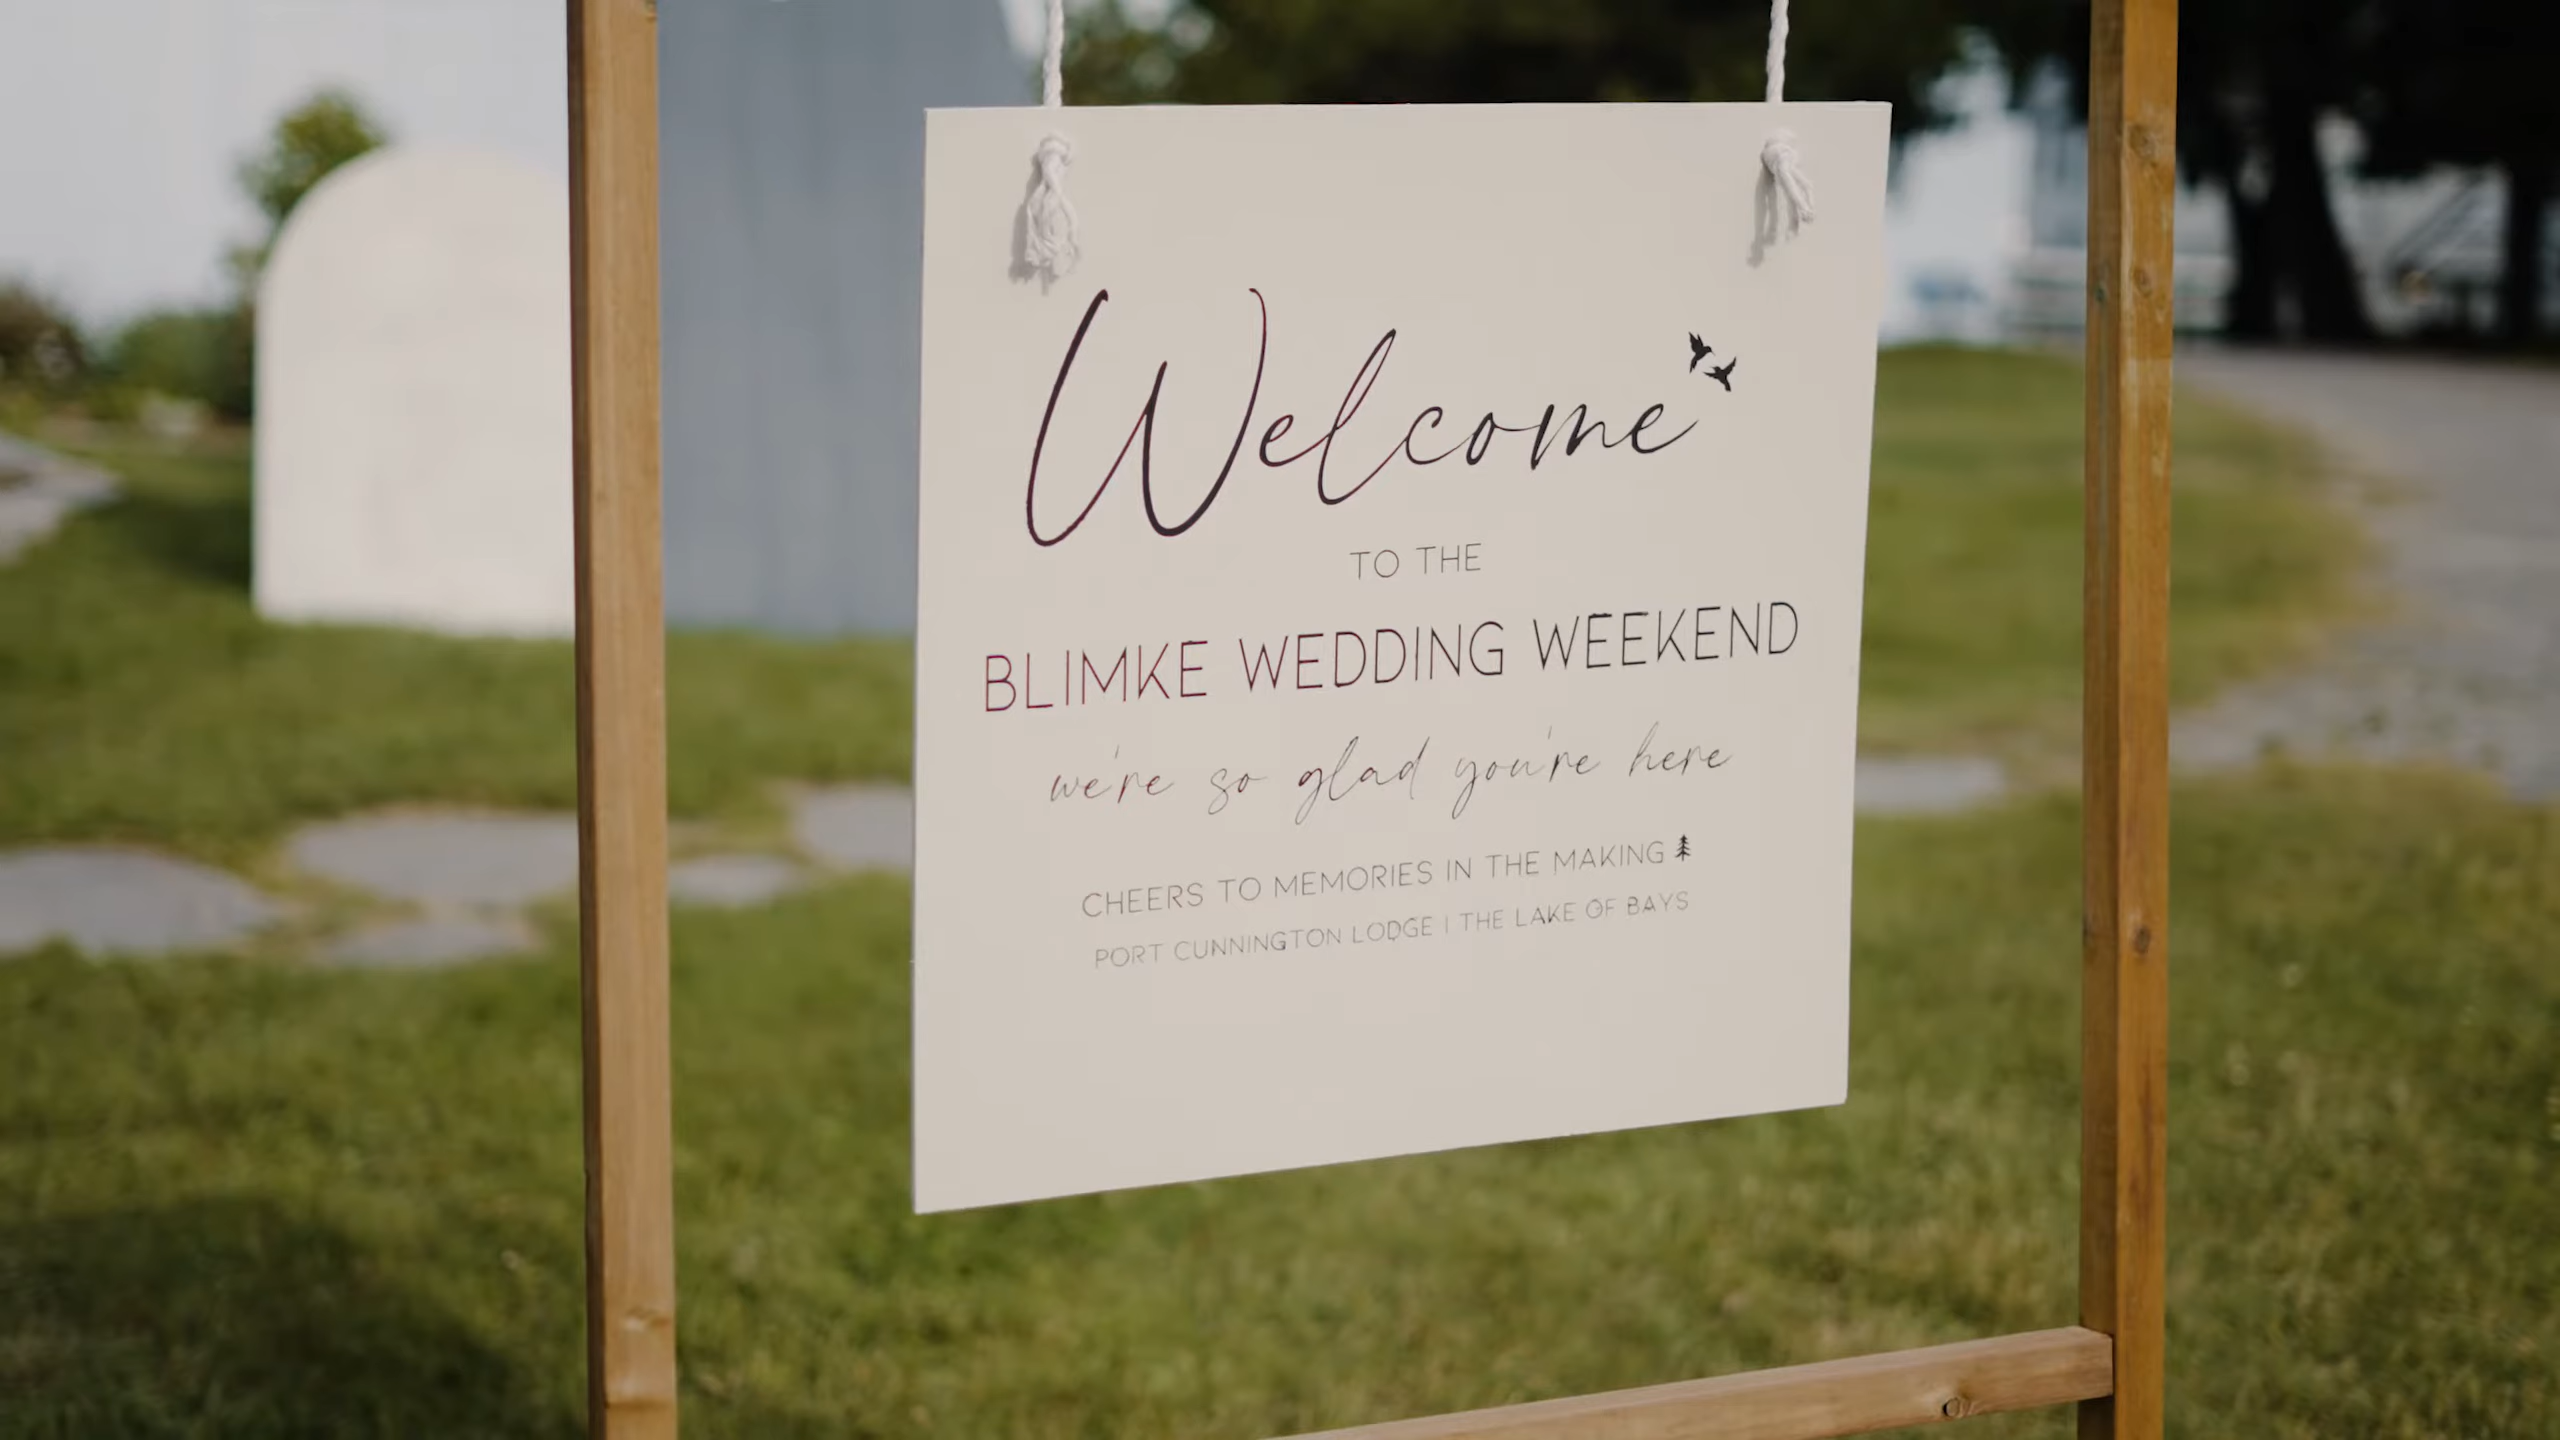 Welcome
TO THE
BLIMKE WEDDING WEEKEND
we're so glad you're here
CHEERS TO MEMORIES IN THE MAKING
PORT CUNNINGTON LODGE | THE LAKE OF BAYS